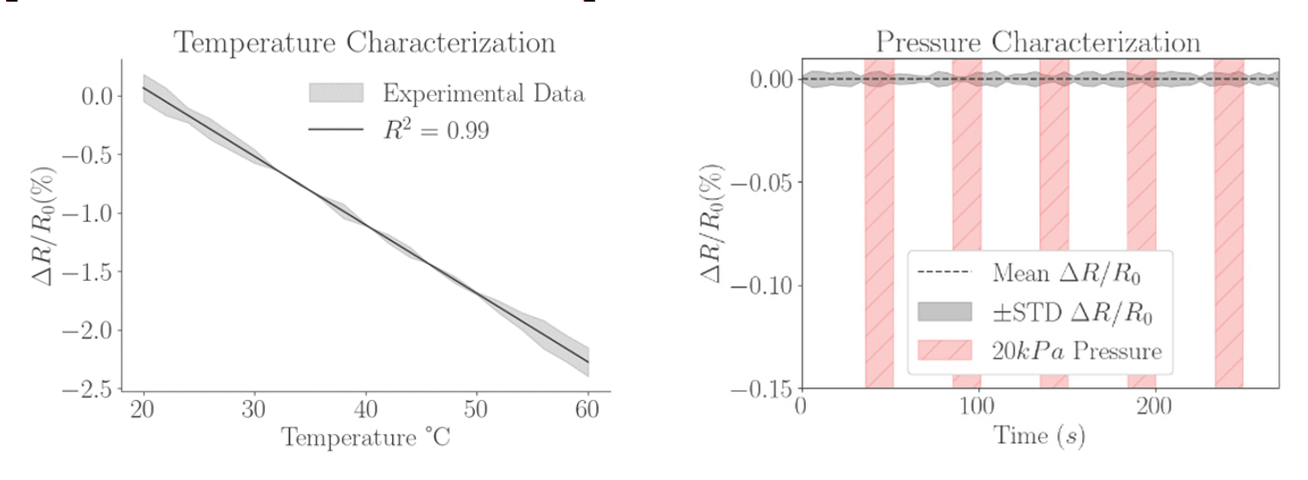 Temperature Characterization
0.0
−0.5
−1.0
−1.5
−2.0
−2.5
ΔR/R₀(%)
Experimental Data
R² = 0.99
20
30
40
50
60
Temperature °C
Pressure Characterization
0.00
−0.05
−0.10
−0.15
ΔR/R₀(%)
Mean ΔR/R₀
±STD ΔR/R₀
20kPa Pressure
0
100
200
Time (s)